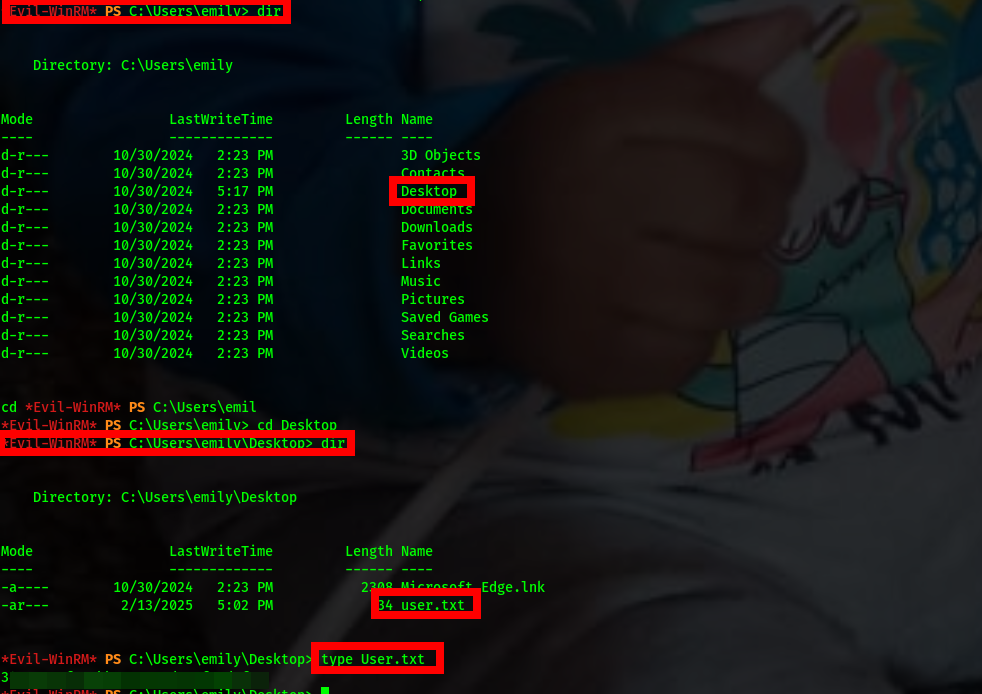 *Evil-WinRM* PS C:\Users\emily> dir
Directory: C:\Users\emily
Mode LastWriteTime Length Name
---- ------------- ------ ----
d-r--- 10/30/2024 2:23 PM 3D Objects
d-r--- 10/30/2024 2:23 PM Contacts
d-r--- 10/30/2024 5:17 PM Desktop
d-r--- 10/30/2024 2:23 PM Documents
d-r--- 10/30/2024 2:23 PM Downloads
d-r--- 10/30/2024 2:23 PM Favorites
d-r--- 10/30/2024 2:23 PM Links
d-r--- 10/30/2024 2:23 PM Music
d-r--- 10/30/2024 2:23 PM Pictures
d-r--- 10/30/2024 2:23 PM Saved Games
d-r--- 10/30/2024 2:23 PM Searches
d-r--- 10/30/2024 2:23 PM Videos
cd *Evil-WinRM* PS C:\Users\emil
*Evil-WinRM* PS C:\Users\emily> cd Desktop
*Evil-WinRM* PS C:\Users\emily\Desktop> dir
Directory: C:\Users\emily\Desktop
Mode LastWriteTime Length Name
---- ------------- ------ ----
-a---- 10/30/2024 2:23 PM 2308 Microsoft Edge.lnk
-ar--- 2/13/2025 5:02 PM 34 user.txt
*Evil-WinRM* PS C:\Users\emily\Desktop> type User.txt
3
*Evil-WinRM* PS C:\Users\emily\Desktop>